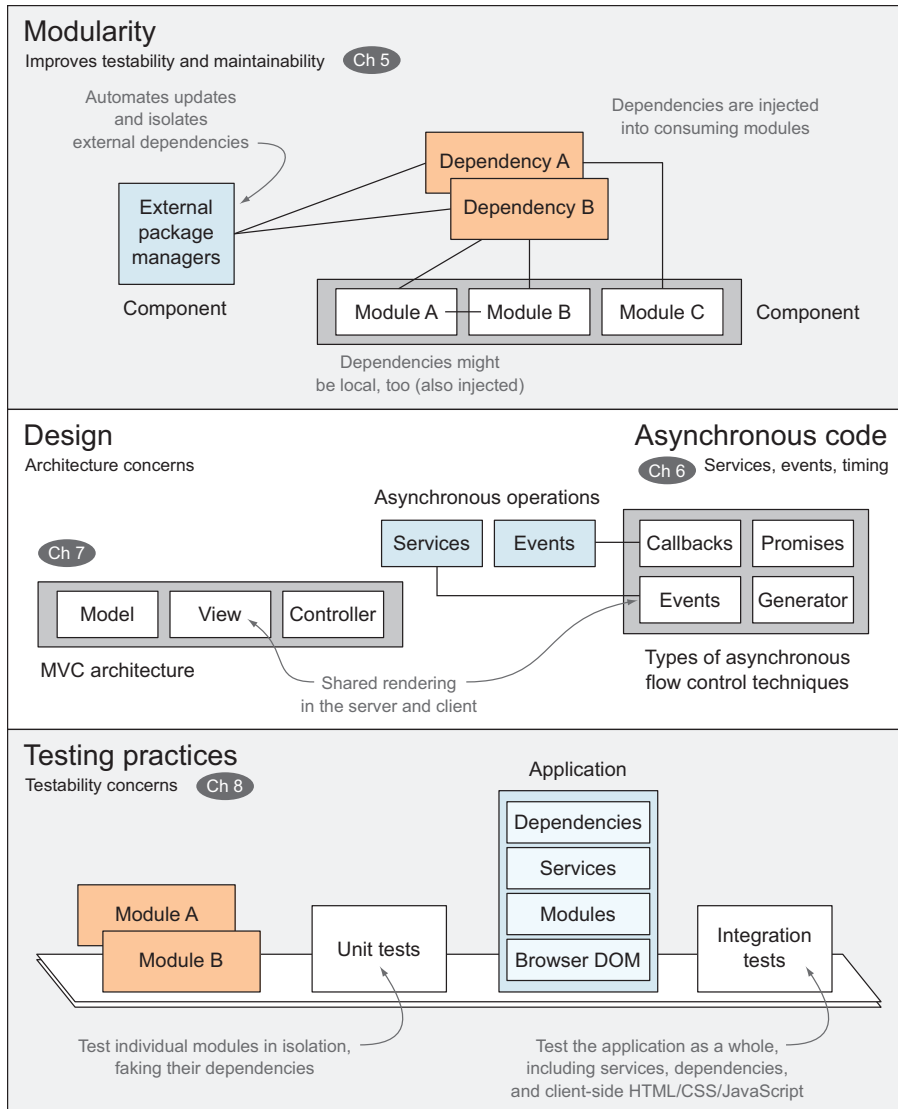 Modularity
Improves testability and maintainability
Ch 5
Automates updates
and isolates
external dependencies
Dependencies are injected
into consuming modules
Dependency A
Dependency B
External
package
managers
Component
Module A
Module B
Module C
Component
Dependencies might
be local, too (also injected)
Design
Architecture concerns
Asynchronous code
Ch 6
Services, events, timing
Asynchronous operations
Services
Events
Callbacks
Promises
Events
Generator
Types of asynchronous
flow control techniques
Ch 7
Model
View
Controller
MVC architecture
Shared rendering
in the server and client
Testing practices
Testability concerns
Ch 8
Application
Dependencies
Services
Modules
Browser DOM
Module A
Module B
Unit tests
Integration
tests
Test individual modules in isolation,
faking their dependencies
Test the application as a whole,
including services, dependencies,
and client-side HTML/CSS/JavaScript